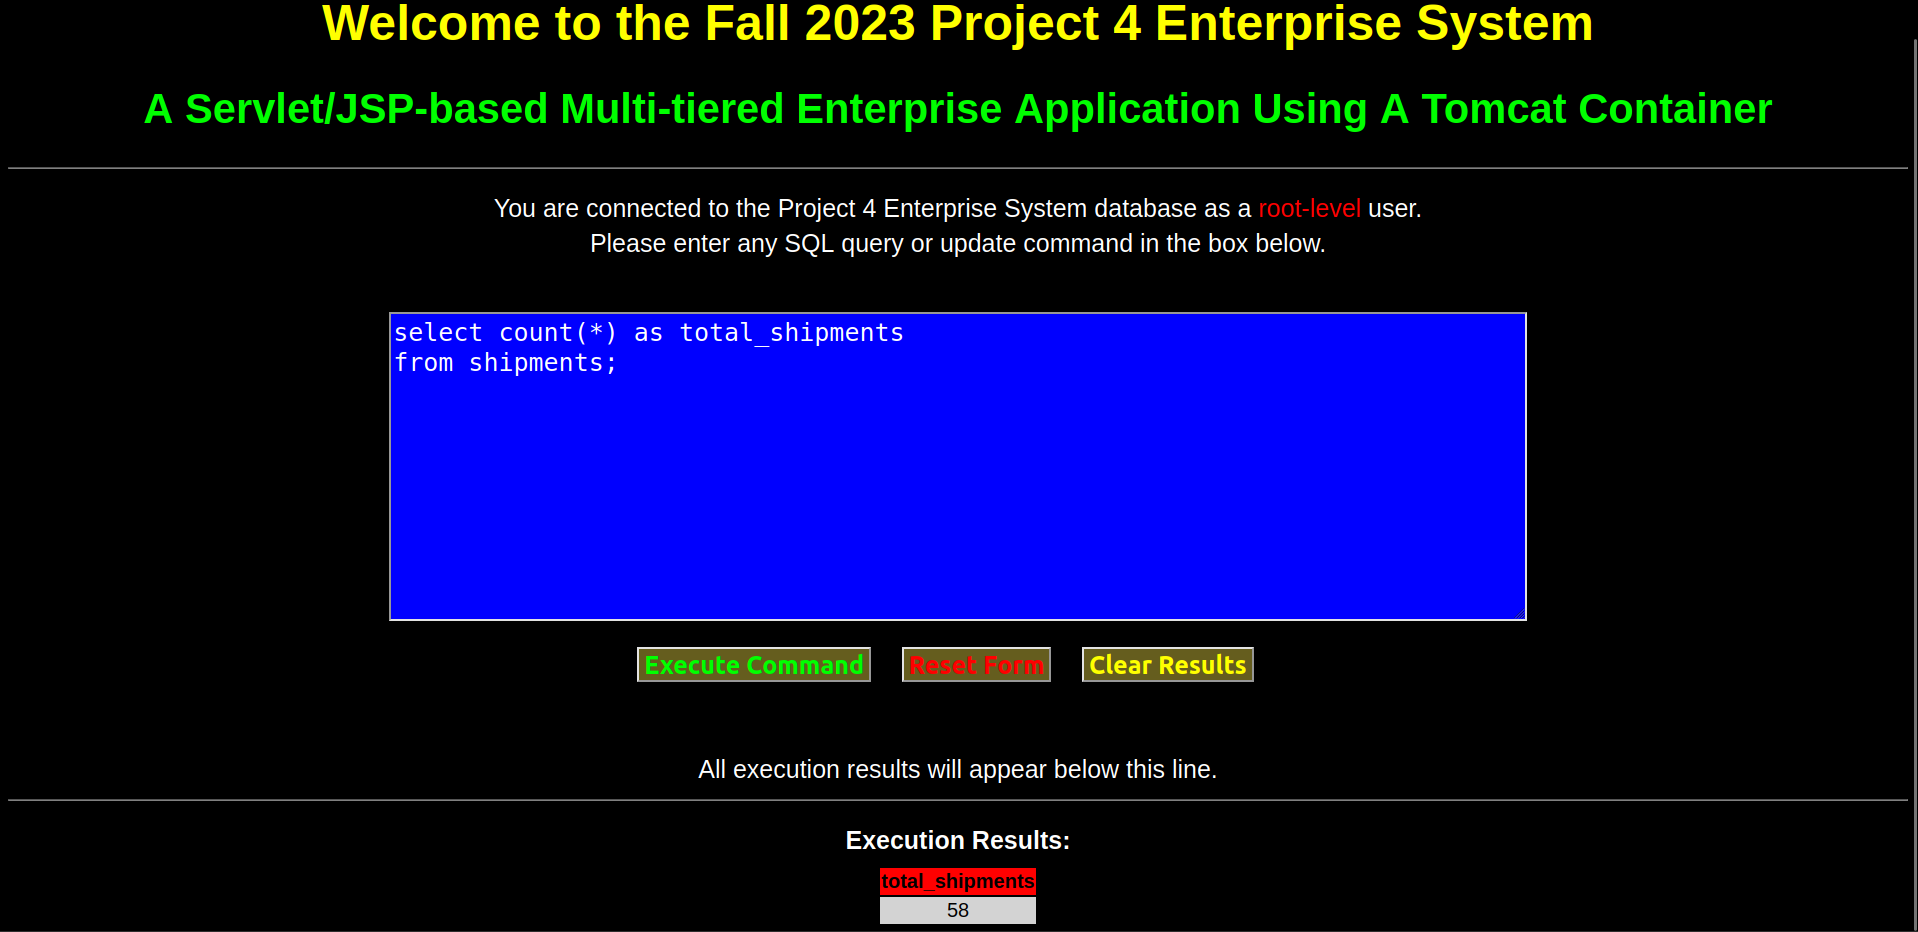 Welcome to the Fall 2023 Project 4 Enterprise System
A Servlet/JSP-based Multi-tiered Enterprise Application Using A Tomcat Container
You are connected to the Project 4 Enterprise System database as a root-level user.
Please enter any SQL query or update command in the box below.
select count(*) as total_shipments
from shipments;
Execute Command Reset Form Clear Results
All execution results will appear below this line.
Execution Results:
total_shipments
58